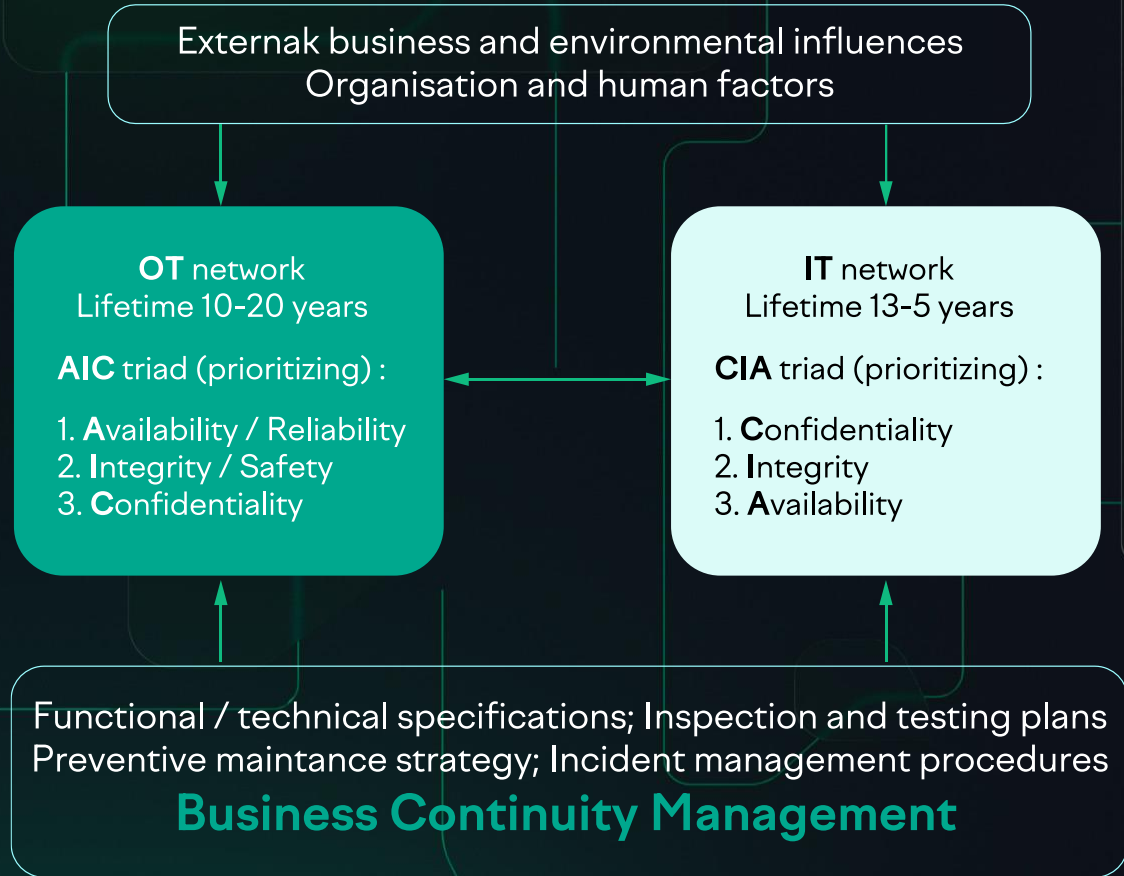 Externak business and environmental influences
Organisation and human factors
OT network
Lifetime 10-20 years
AIC triad (prioritizing) :
1. Availability / Reliability
2. Integrity / Safety
3. Confidentiality
IT network
Lifetime 13-5 years
CIA triad (prioritizing) :
1. Confidentiality
2. Integrity
3. Availability
Functional / technical specifications; Inspection and testing plans
Preventive maintance strategy; Incident management procedures
Business Continuity Management